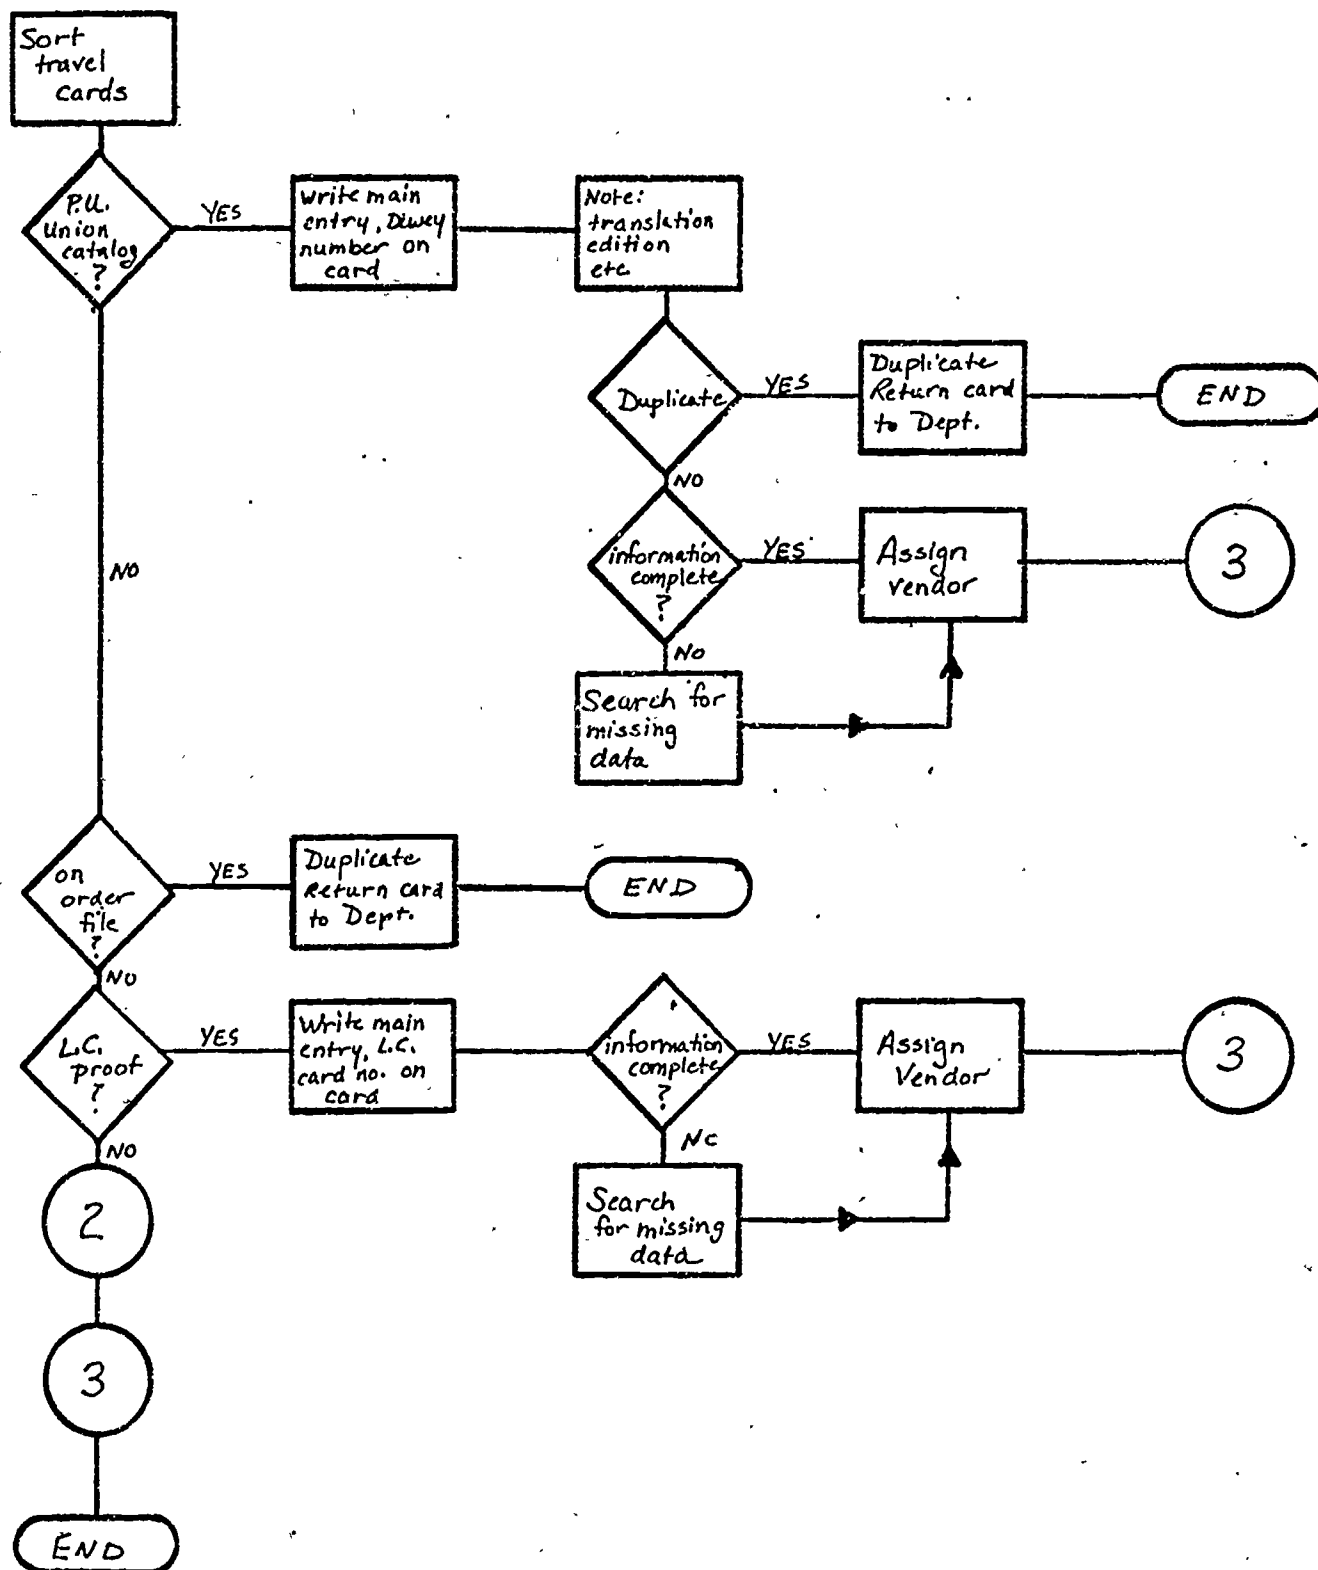 Sort
travel
cards
P.U.
Union
catalog
?
YES
Write main
entry, Dewey
number on
card
Note:
translation
edition
etc
Duplicate
YES
Duplicate
Return card
to Dept.
END
NO
information
complete
?
YES
Assign
vendor
3
NO
Search for
missing
data
NO
on
order
file
?
YES
Duplicate
Return card
to Dept.
END
NO
L.C.
proof
?
YES
Write main
entry, L.C.
card no. on
card
information
complete
?
YES
Assign
Vendor
3
NO
Search
for missing
data
NO
2
3
END